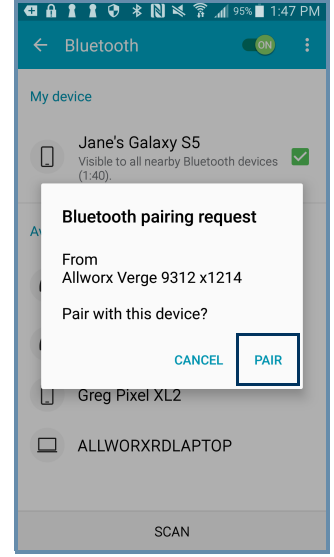 95% 1:47 PM
Bluetooth ON
My device
Jane's Galaxy S5
Visible to all nearby Bluetooth devices
(1:40).
Bluetooth pairing request
From
Allworx Verge 9312 x1214
Pair with this device?
CANCEL PAIR
Greg Pixel XL2
ALLWORXRDLAPTOP
SCAN